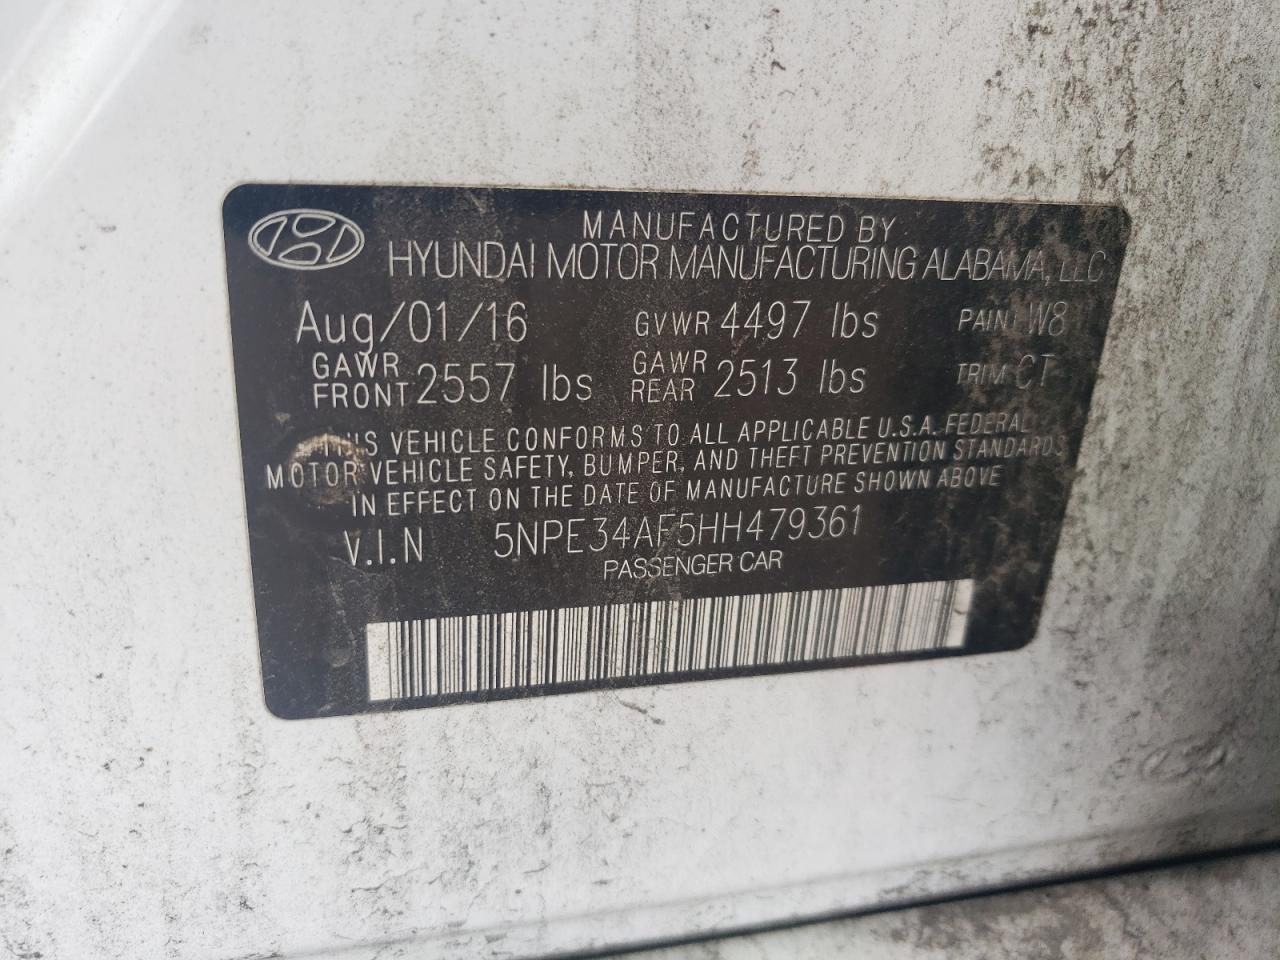 MANUFACTURED BY
HYUNDAI MOTOR MANUFACTURING ALABAMA, LLC
Aug/01/16 GVWR 4497 lbs PAINT W8
GAWR FRONT 2557 lbs GAWR REAR 2513 lbs TRIM CT
THIS VEHICLE CONFORMS TO ALL APPLICABLE U.S.A. FEDERAL
MOTOR VEHICLE SAFETY, BUMPER, AND THEFT PREVENTION STANDARDS
IN EFFECT ON THE DATE OF MANUFACTURE SHOWN ABOVE
V.I.N 5NPE34AF5HH479361
PASSENGER CAR